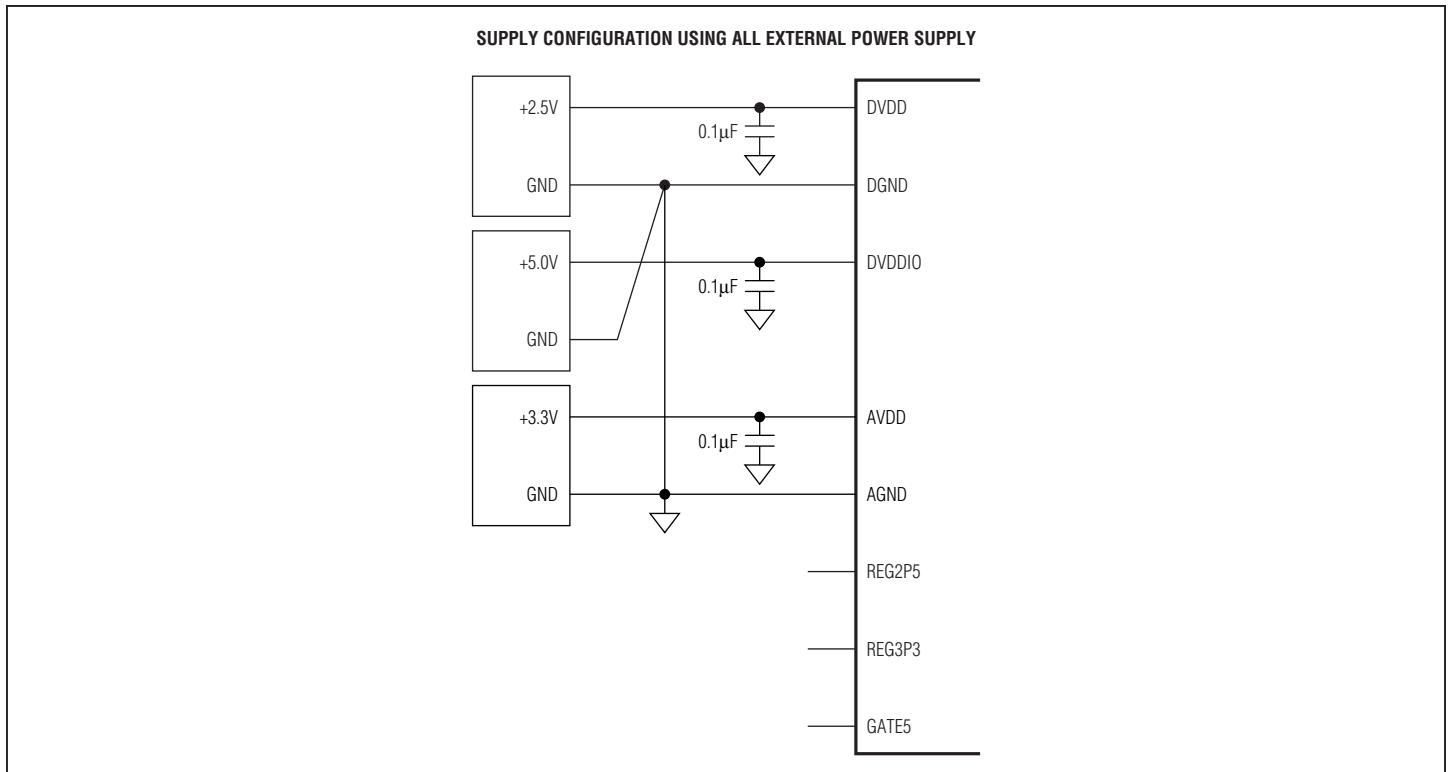 SUPPLY CONFIGURATION USING ALL EXTERNAL POWER SUPPLY
+2.5V
DVDD
0.1μF
GND
DGND
+5.0V
DVDDIO
0.1μF
GND
+3.3V
AVDD
0.1μF
GND
AGND
REG2P5
REG3P3
GATE5